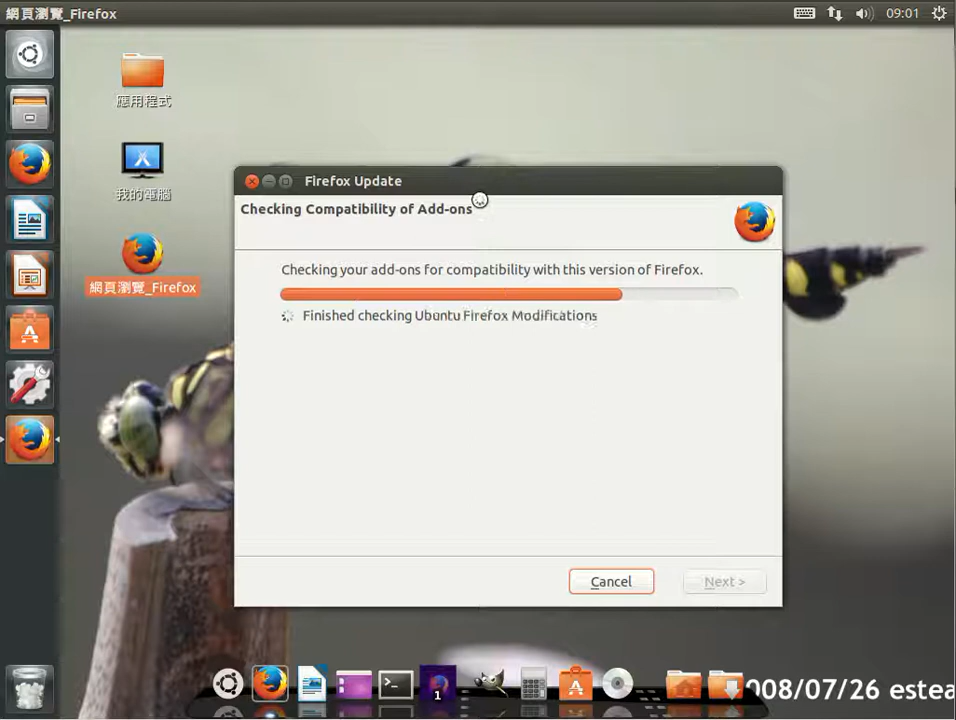 網頁瀏覽_Firefox
09:01
應用程式
我的電腦
網頁瀏覽_Firefox
Firefox Update
Checking Compatibility of Add-ons
Checking your add-ons for compatibility with this version of Firefox.
Finished checking Ubuntu Firefox Modifications
Cancel
Next >
1
008/07/26 estea